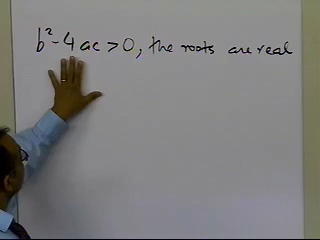 b² - 4ac > 0, the roots are real